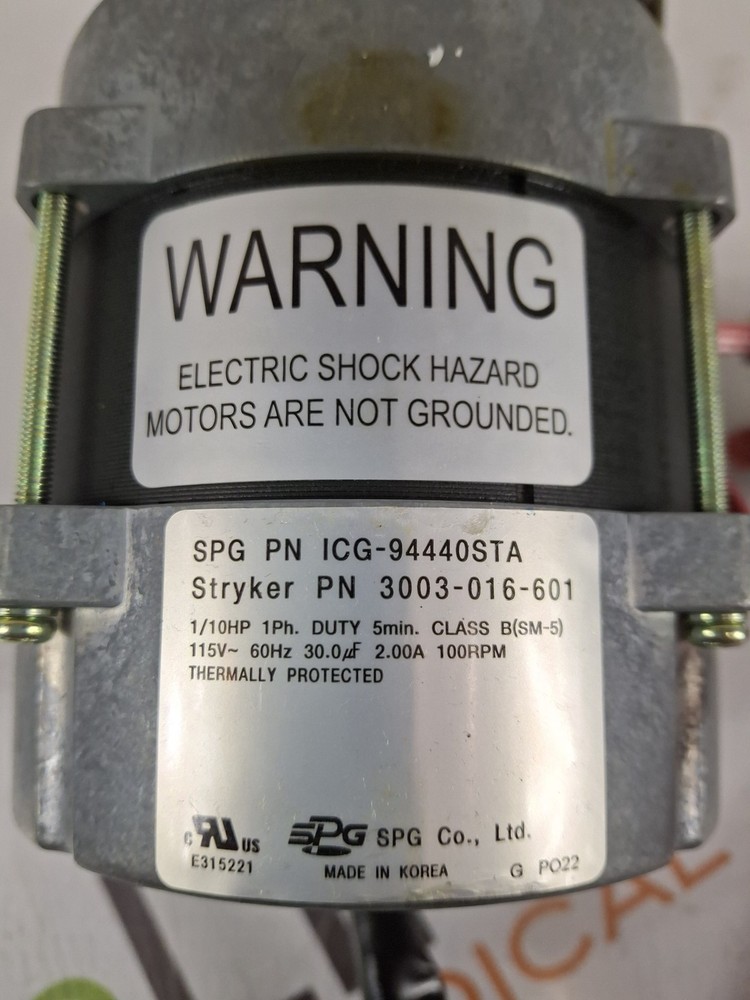 WARNING
ELECTRIC SHOCK HAZARD
MOTORS ARE NOT GROUNDED.
SPG PN ICG-94440STA
Stryker PN 3003-016-601
1/10HP 1Ph. DUTY 5min. CLASS B(SM-5)
115V~ 60Hz 30.0㎌ 2.00A 100RPM
THERMALLY PROTECTED
c RU US SPG SPG Co., Ltd.
E315221 MADE IN KOREA G PO22
DICAL